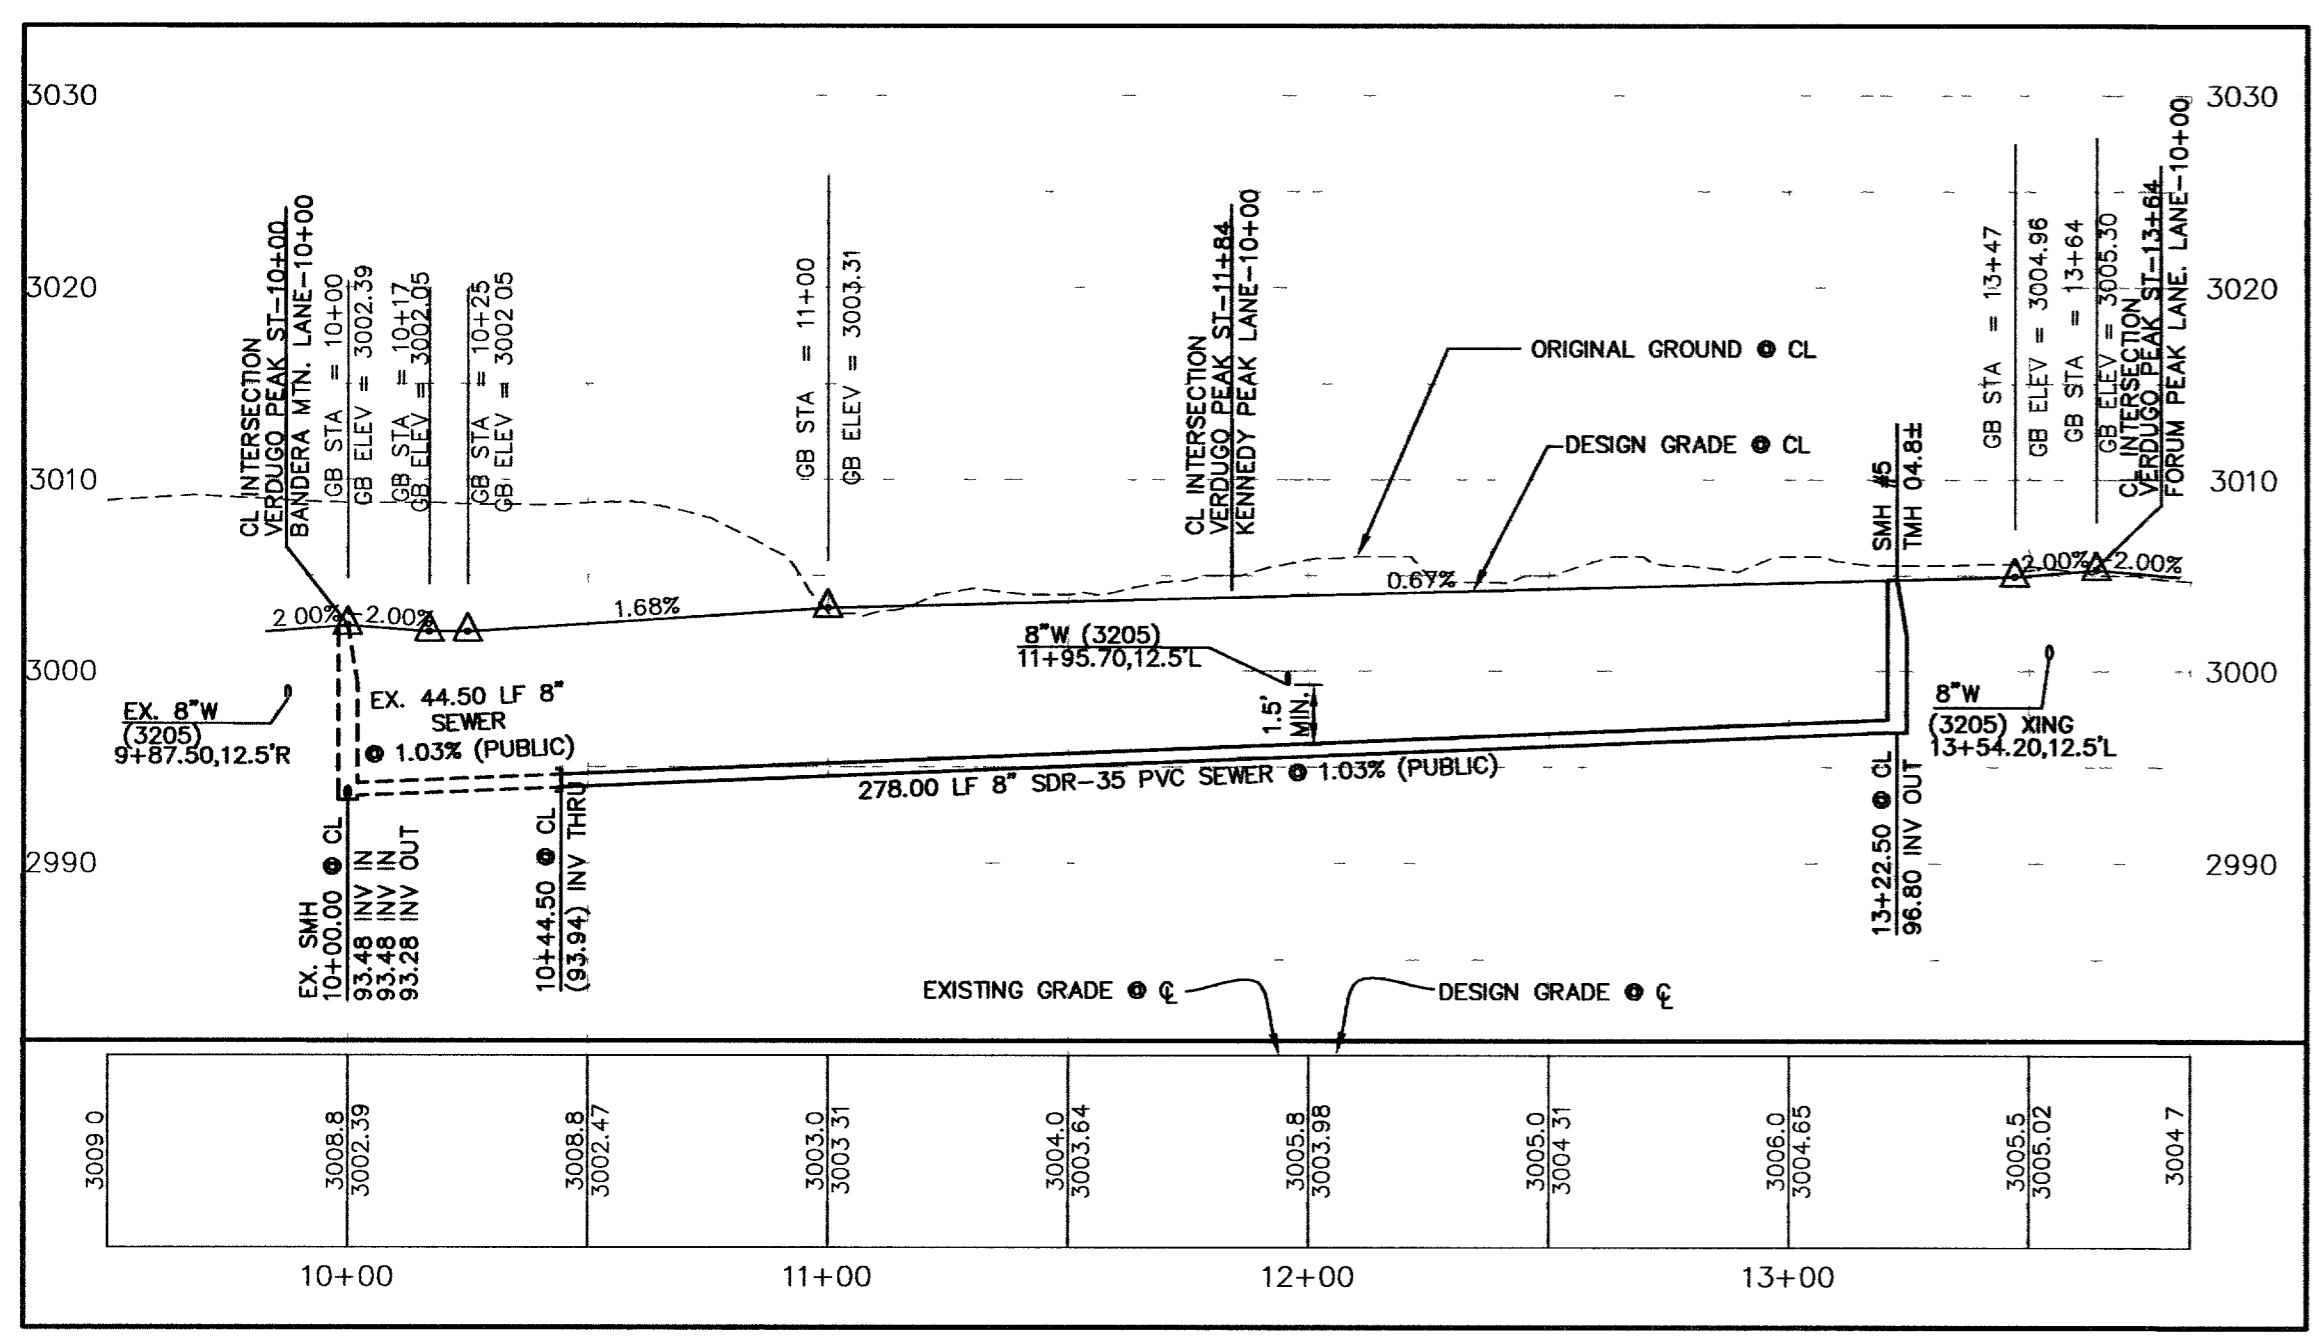 3030
3030
3020
3020
3010
3010
3000
3000
2990
2990
CL INTERSECTION
VERDUGO PEAK ST-10+00
BANDERA MTN. LANE-10+00
GB STA = 10+00
GB ELEV = 3002.39
GB STA = 10+17
GB ELEV = 3002.05
GB STA = 10+25
GB ELEV = 3002 05
GB STA = 11+00
GB ELEV = 3003.31
CL INTERSECTION
VERDUGO PEAK ST-11+84
KENNEDY PEAK LANE-10+00
ORIGINAL GROUND @ CL
DESIGN GRADE @ CL
SMH #5
TMH 04.8±
GB STA = 13+47
GB ELEV = 3004.96
GB STA = 13+64
GB ELEV = 3005.30
CL INTERSECTION
VERDUGO PEAK ST-13+64
FORUM PEAK LANE. LANE-10+00
2 00%
-2.00%
1.68%
0.67%
2.00%
-2.00%
EX. 8"W
(3205)
9+87.50,12.5'R
EX. 44.50 LF 8"
SEWER
@ 1.03% (PUBLIC)
8"W (3205)
11+95.70,12.5'L
1.5'
MIN.
278.00 LF 8" SDR-35 PVC SEWER @ 1.03% (PUBLIC)
8"W
(3205) XING
13+54.20,12.5'L
EX. SMH
10+00.00 @ CL
93.48 INV IN
93.48 INV IN
93.28 INV OUT
10+44.50 @ CL
(93.94) INV THRU
13+22.50 @ CL
96.80 INV OUT
EXISTING GRADE @ ℄
DESIGN GRADE @ ℄
3009 0
3008.8
3002.39
3008.8
3002.47
3003.0
3003 31
3004.0
3003.64
3005.8
3003.98
3005.0
3004 31
3006.0
3004.65
3005.5
3005.02
3004 7
10+00
11+00
12+00
13+00